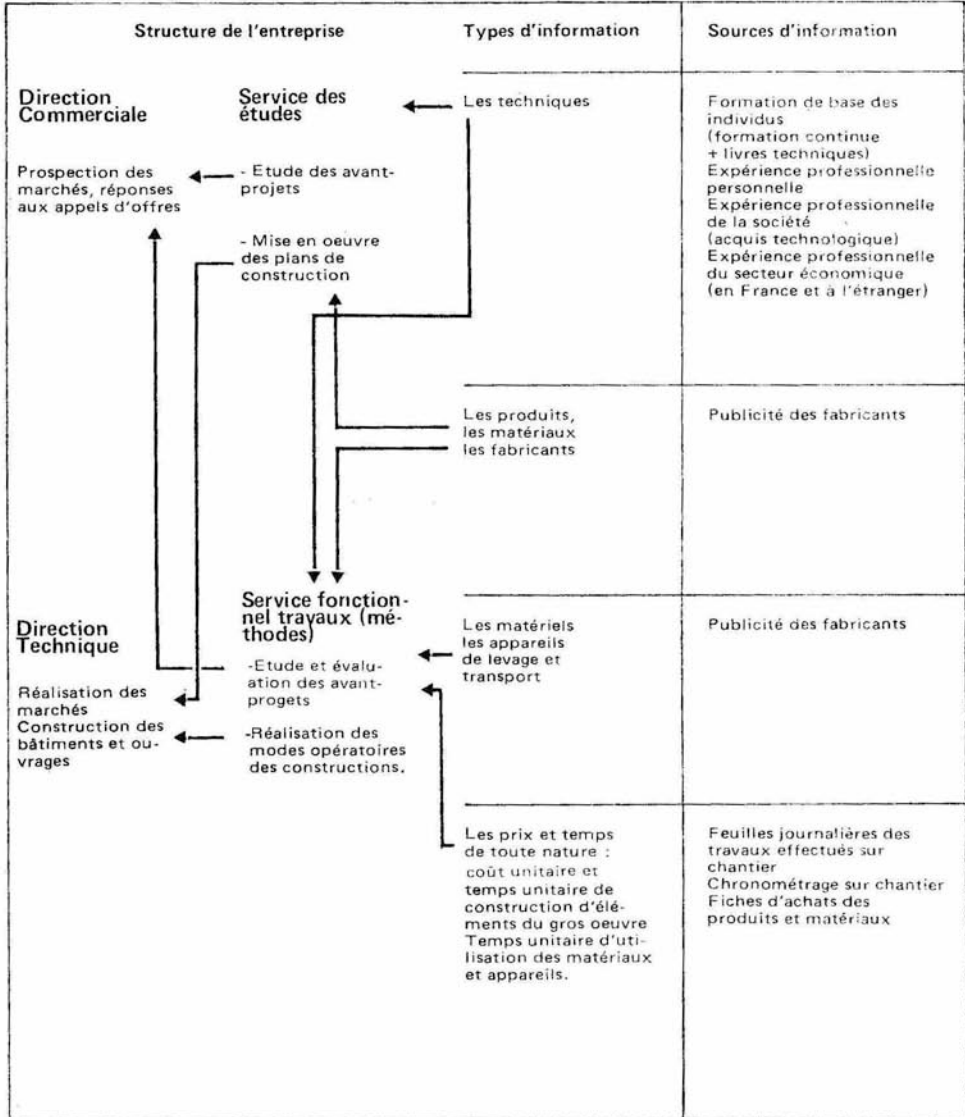 Structure de l'entreprise
Types d'information
Sources d'information
Direction
Commerciale
Prospection des
marchés, réponses
aux appels d'offres
Service des
études
- Etude des avant-
projets
- Mise en oeuvre
des plans de
construction
Les techniques
Formation de base des
individus
(formation continue
+ livres techniques)
Expérience professionnelle
personnelle
Expérience professionnelle
de la société
(acquis technologique)
Expérience professionnelle
du secteur économique
(en France et à l'étranger)
Les produits,
les matériaux
les fabricants
Publicité des fabricants
Direction
Technique
Réalisation des
marchés
Construction des
bâtiments et ou-
vrages
Service fonction-
nel travaux (mé-
thodes)
-Etude et évalu-
ation des avant-
progets
-Réalisation des
modes opératoires
des constructions.
Les matériels
les appareils
de levage et
transport
Publicité des fabricants
Les prix et temps
de toute nature :
coût unitaire et
temps unitaire de
construction d'élé-
ments du gros oeuvre
Temps unitaire d'uti-
lisation des matériaux
et appareils.
Feuilles journalières des
travaux effectués sur
chantier
Chronométrage sur chantier
Fiches d'achats des
produits et matériaux